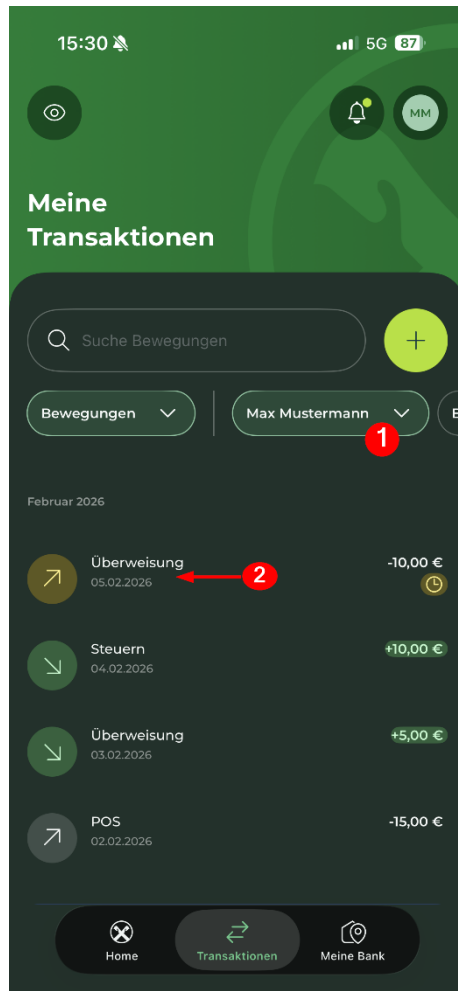 15:30
5G 87
MM
Meine
Transaktionen
Suche Bewegungen
+
Bewegungen
Max Mustermann
1
Februar 2026
Überweisung
-10,00 €
05.02.2026
2
Steuern
+10,00 €
04.02.2026
Überweisung
+5,00 €
03.02.2026
POS
-15,00 €
02.02.2026
Home
Transaktionen
Meine Bank